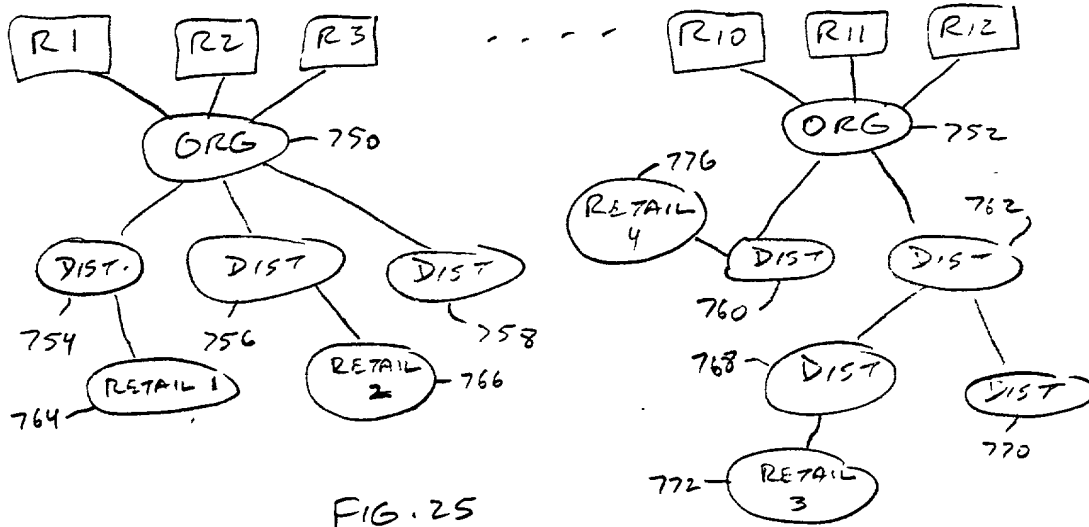 R1 R2 R3 - - - - R10 R11 R12
ORG 750 ORG 752
776
RETAIL 4
762
DIST. DIST DIST DIST DIST
754 756 758 760
RETAIL 1 RETAIL 2 766 768 DIST DIST
764 770
772 RETAIL 3
FIG. 25